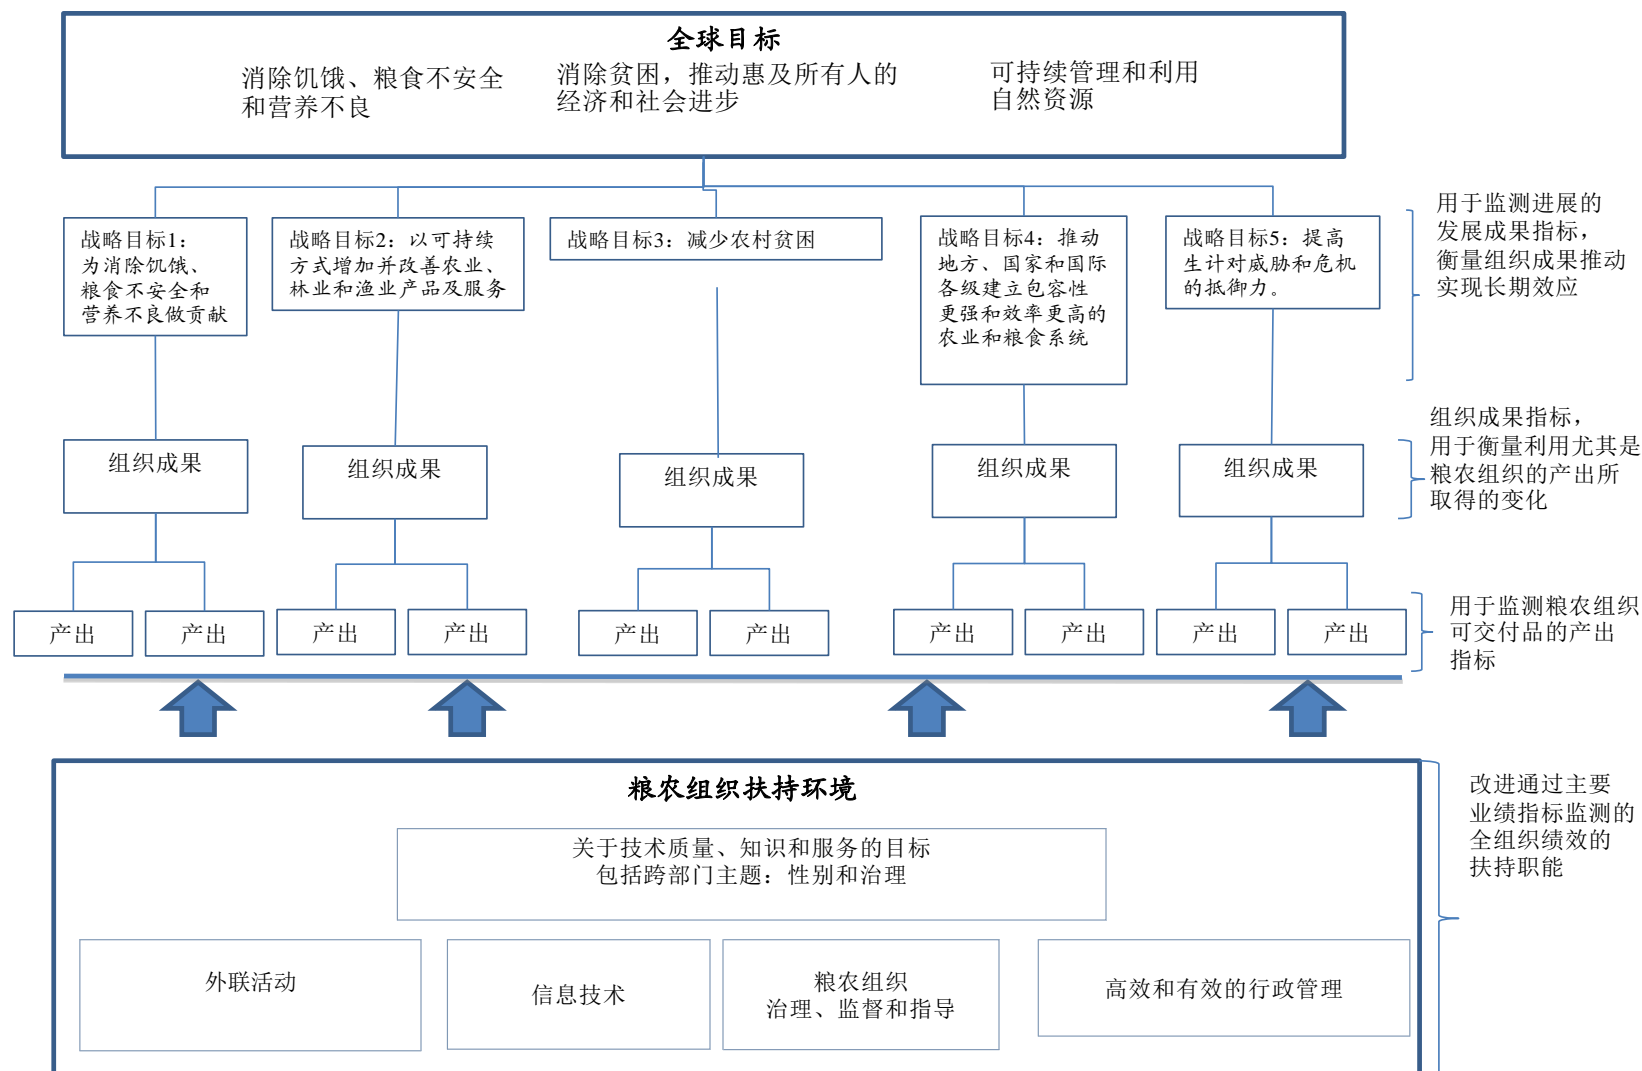 全球目标
消除饥饿、粮食不安全
和营养不良
消除贫困，推动惠及所有人的
经济和社会进步
可持续管理和利用
自然资源
战略目标1：
为消除饥饿、
粮食不安全和
营养不良做贡献
战略目标2：以可持续
方式增加并改善农业、
林业和渔业产品及服务
战略目标3：减少农村贫困
战略目标4：推动
地方、国家和国际
各级建立包容性
更强和效率更高的
农业和粮食系统
战略目标5：提高
生计对威胁和危机
的抵御力。
用于监测进展的
发展成果指标，
衡量组织成果推动
实现长期效应
组织成果
组织成果
组织成果
组织成果
组织成果
组织成果指标，
用于衡量利用尤其是
粮农组织的产出所
取得的变化
产出
产出
产出
产出
产出
产出
产出
产出
产出
产出
用于监测粮农组织
可交付品的产出
指标
粮农组织扶持环境
关于技术质量、知识和服务的目标
包括跨部门主题：性别和治理
外联活动
信息技术
粮农组织
治理、监督和指导
高效和有效的行政管理
改进通过主要
业绩指标监测的
全组织绩效的
扶持职能